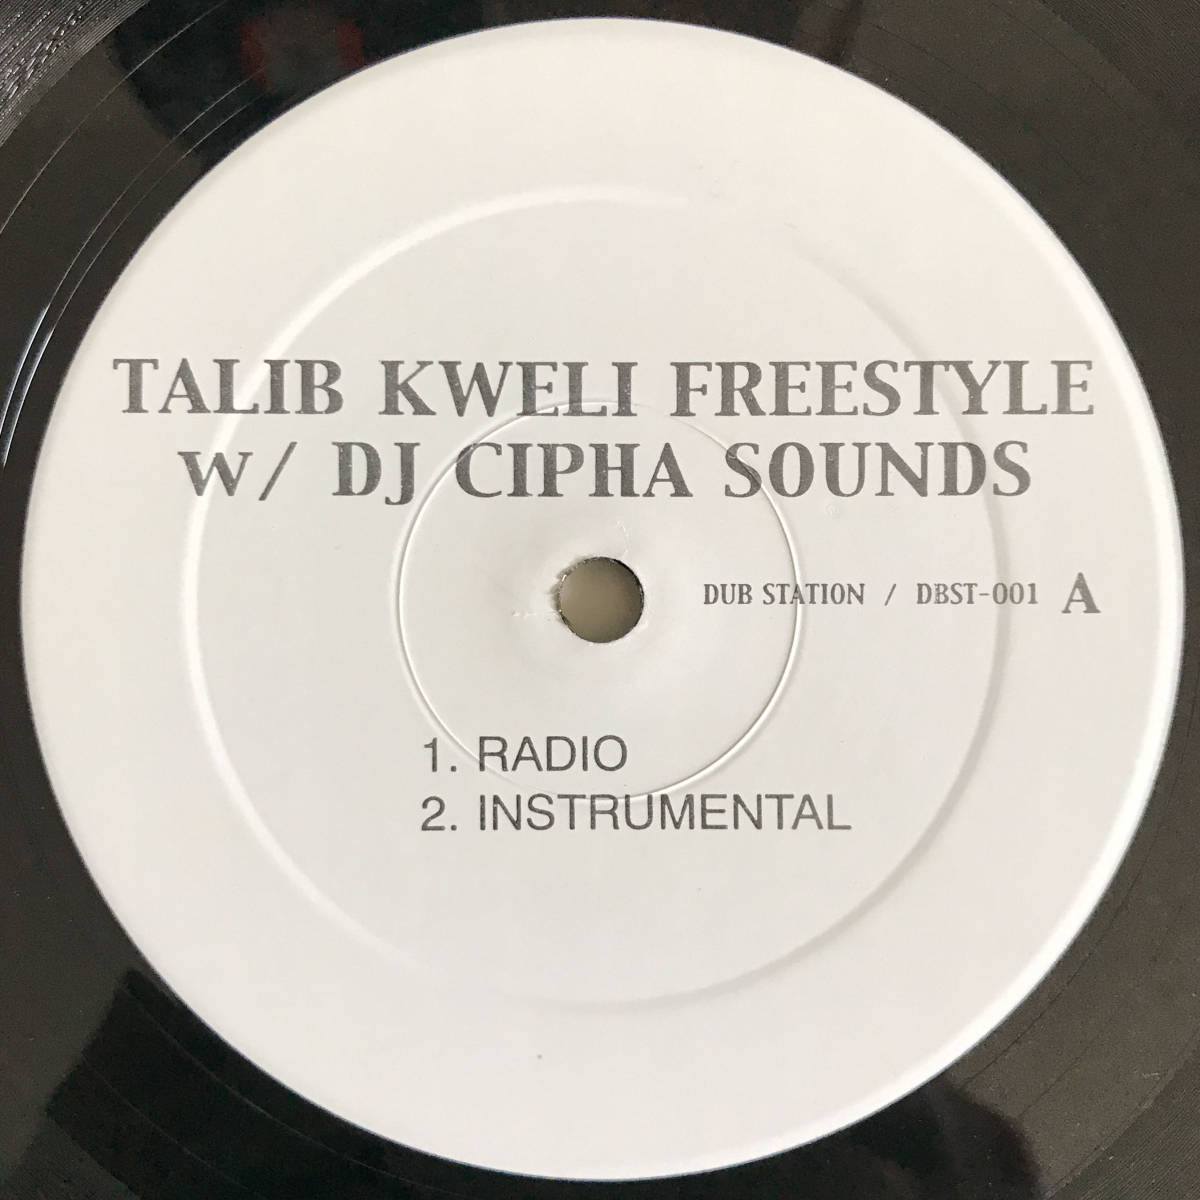 TALIB KWELI FREESTYLE
w/ DJ CIPHA SOUNDS
DUB STATION / DBST-001 A
1. RADIO
2. INSTRUMENTAL